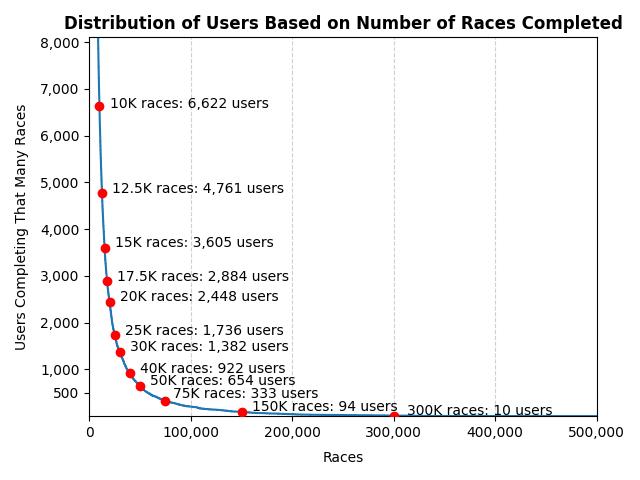 Distribution of Users Based on Number of Races Completed
Users Completing That Many Races
8,000
7,000
6,000
5,000
4,000
3,000
2,000
1,000
500
10K races: 6,622 users
12.5K races: 4,761 users
15K races: 3,605 users
17.5K races: 2,884 users
20K races: 2,448 users
25K races: 1,736 users
30K races: 1,382 users
40K races: 922 users
50K races: 654 users
75K races: 333 users
150K races: 94 users
300K races: 10 users
0
100,000
200,000
300,000
400,000
500,000
Races